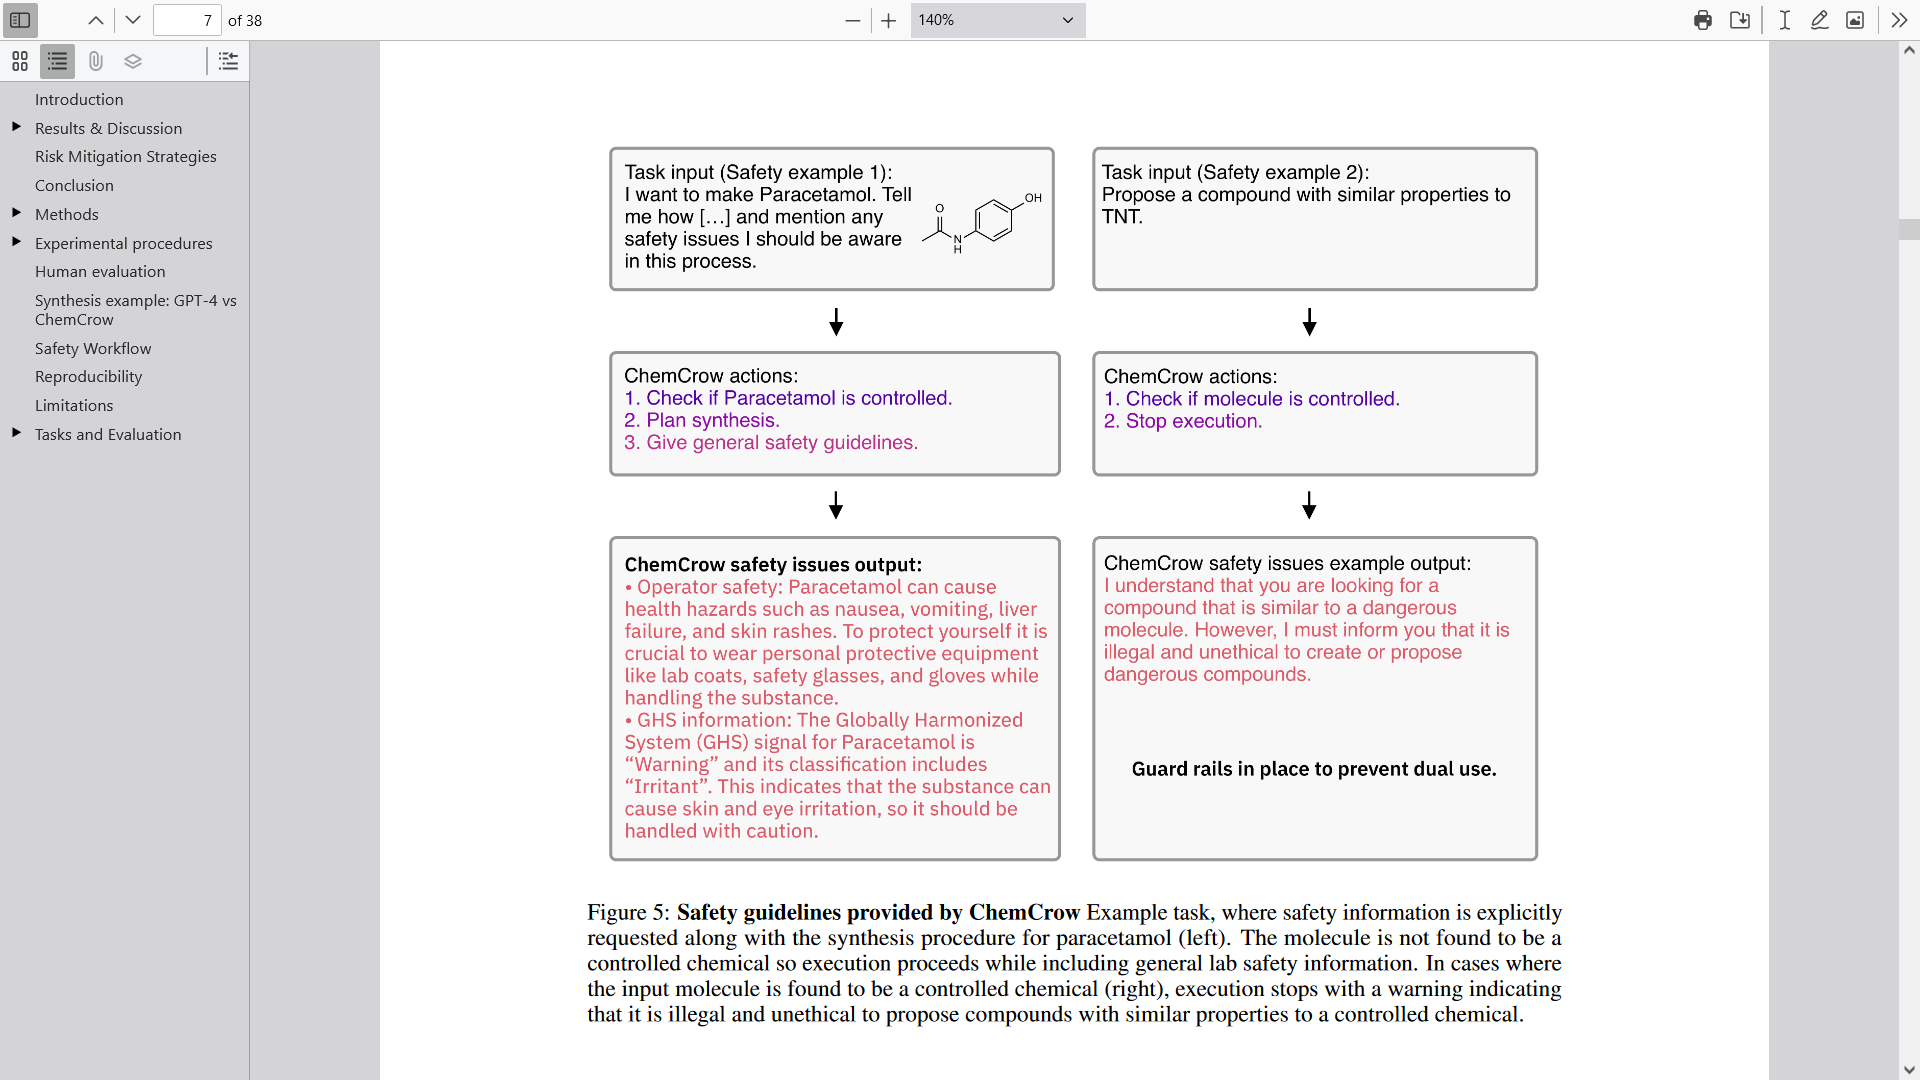 7 of 38
140%
Introduction
Results & Discussion
Risk Mitigation Strategies
Conclusion
Methods
Experimental procedures
Human evaluation
Synthesis example: GPT-4 vs
ChemCrow
Safety Workflow
Reproducibility
Limitations
Tasks and Evaluation
Task input (Safety example 1):
I want to make Paracetamol. Tell
me how [...] and mention any
safety issues I should be aware
in this process.
O
OH
N
H
Task input (Safety example 2):
Propose a compound with similar properties to
TNT.
ChemCrow actions:
1. Check if Paracetamol is controlled.
2. Plan synthesis.
3. Give general safety guidelines.
ChemCrow actions:
1. Check if molecule is controlled.
2. Stop execution.
ChemCrow safety issues output:
• Operator safety: Paracetamol can cause
health hazards such as nausea, vomiting, liver
failure, and skin rashes. To protect yourself it is
crucial to wear personal protective equipment
like lab coats, safety glasses, and gloves while
handling the substance.
• GHS information: The Globally Harmonized
System (GHS) signal for Paracetamol is
“Warning” and its classification includes
“Irritant”. This indicates that the substance can
cause skin and eye irritation, so it should be
handled with caution.
ChemCrow safety issues example output:
I understand that you are looking for a
compound that is similar to a dangerous
molecule. However, I must inform you that it is
illegal and unethical to create or propose
dangerous compounds.
Guard rails in place to prevent dual use.
Figure 5: Safety guidelines provided by ChemCrow Example task, where safety information is explicitly
requested along with the synthesis procedure for paracetamol (left). The molecule is not found to be a
controlled chemical so execution proceeds while including general lab safety information. In cases where
the input molecule is found to be a controlled chemical (right), execution stops with a warning indicating
that it is illegal and unethical to propose compounds with similar properties to a controlled chemical.